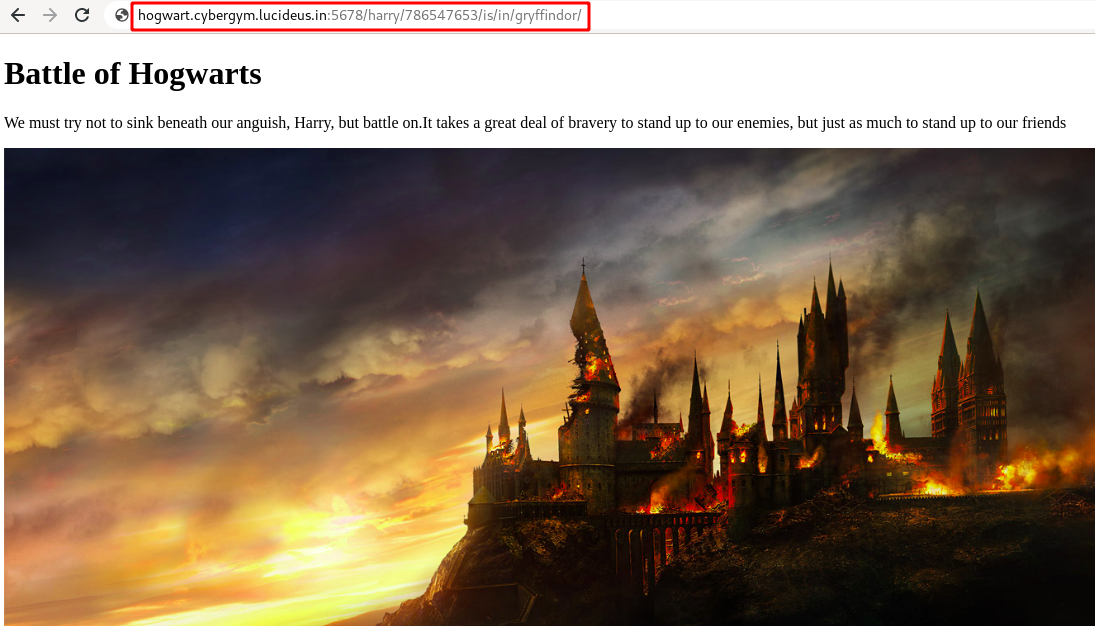 hogwart.cybergym.lucideus.in:5678/harry/786547653/is/in/gryffindor/
Battle of Hogwarts
We must try not to sink beneath our anguish, Harry, but battle on.It takes a great deal of bravery to stand up to our enemies, but just as much to stand up to our friends